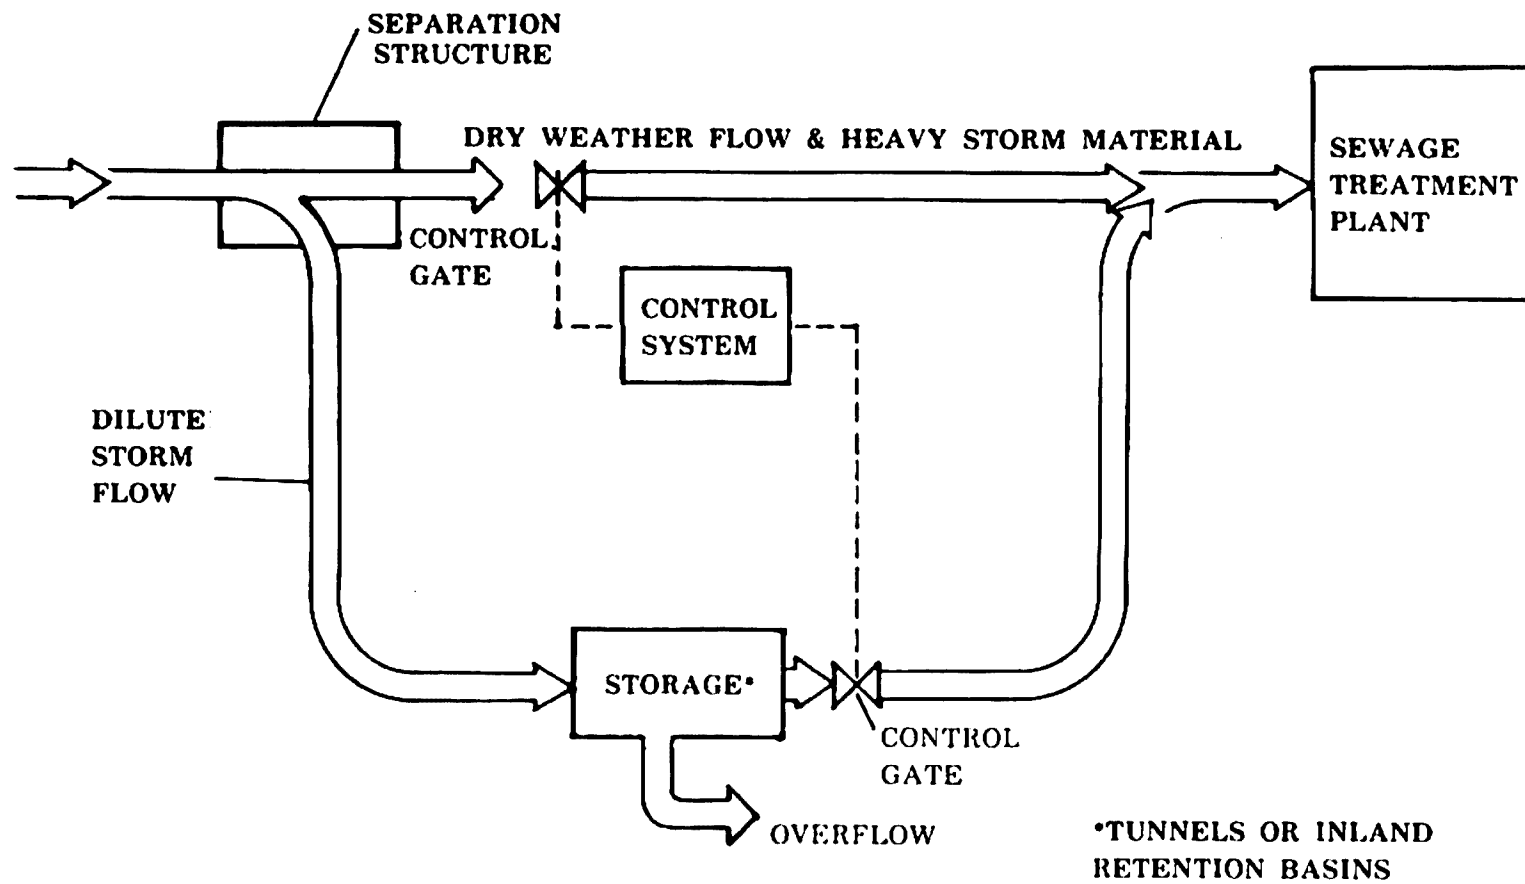 SEPARATION
STRUCTURE
DRY WEATHER FLOW & HEAVY STORM MATERIAL
SEWAGE
TREATMENT
PLANT
CONTROL
GATE
CONTROL
SYSTEM
DILUTE
STORM
FLOW
STORAGE*
CONTROL
GATE
OVERFLOW
*TUNNELS OR INLAND
RETENTION BASINS